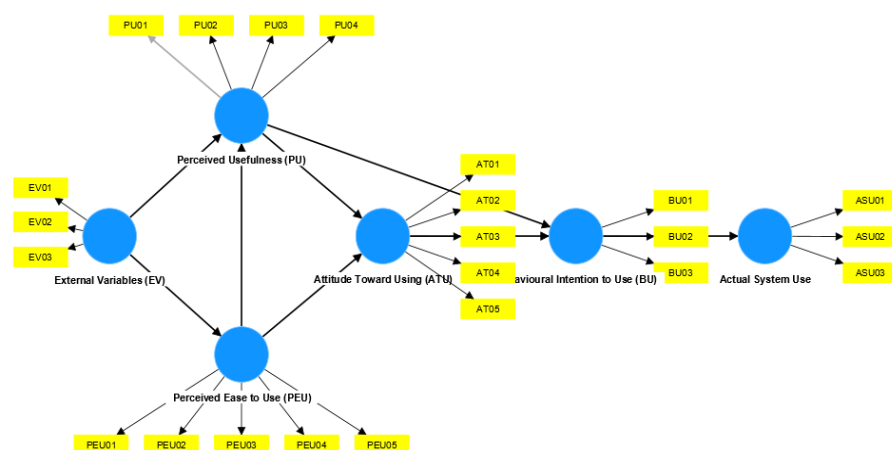 PU01
PU02
PU03
PU04
Perceived Usefulness (PU)
EV01
EV02
EV03
External Variables (EV)
AT01
AT02
AT03
AT04
AT05
Attitude Toward Using (ATU)
BU01
BU02
BU03
avioural Intention to Use (BU)
ASU01
ASU02
ASU03
Actual System Use
Perceived Ease to Use (PEU)
PEU01
PEU02
PEU03
PEU04
PEU05